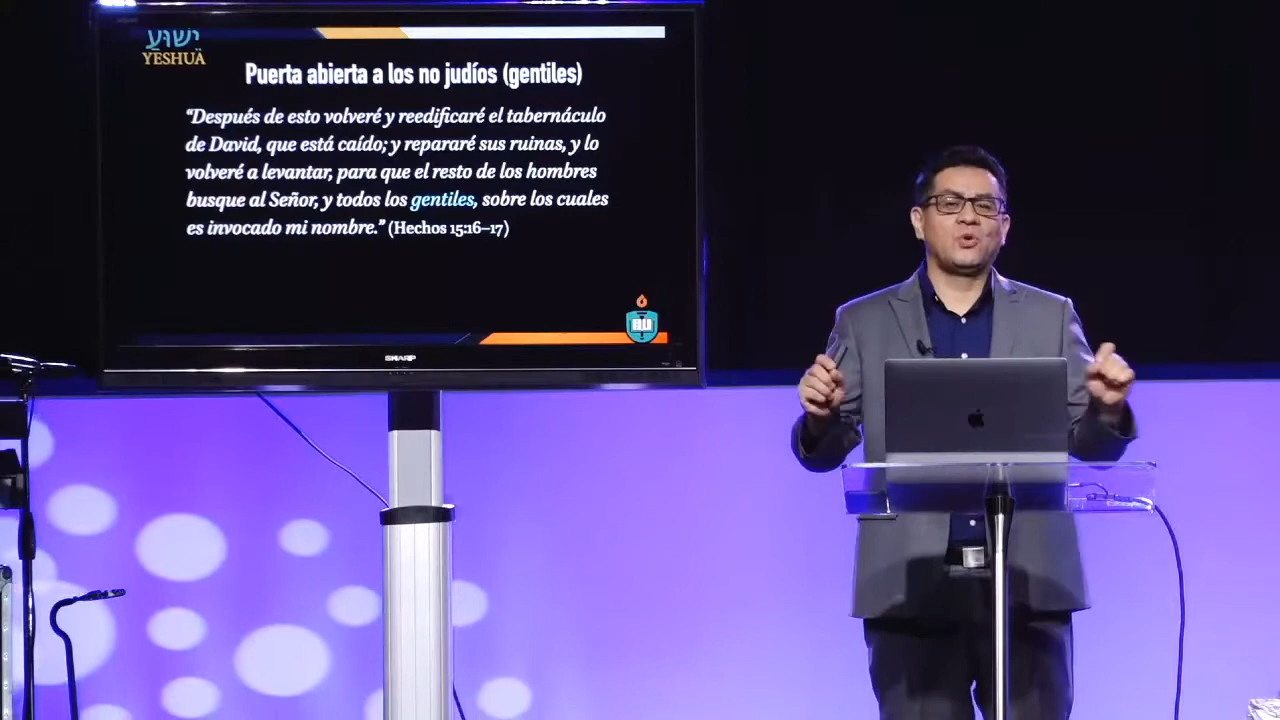 ישוע
YESHUA
Puerta abierta a los no judíos (gentiles)
“Después de esto volveré y reedificaré el tabernáculo
de David, que está caído; y repararé sus ruinas, y lo
volveré a levantar, para que el resto de los hombres
busque al Señor, y todos los gentiles, sobre los cuales
es invocado mi nombre.” (Hechos 15:16–17)
SHARP